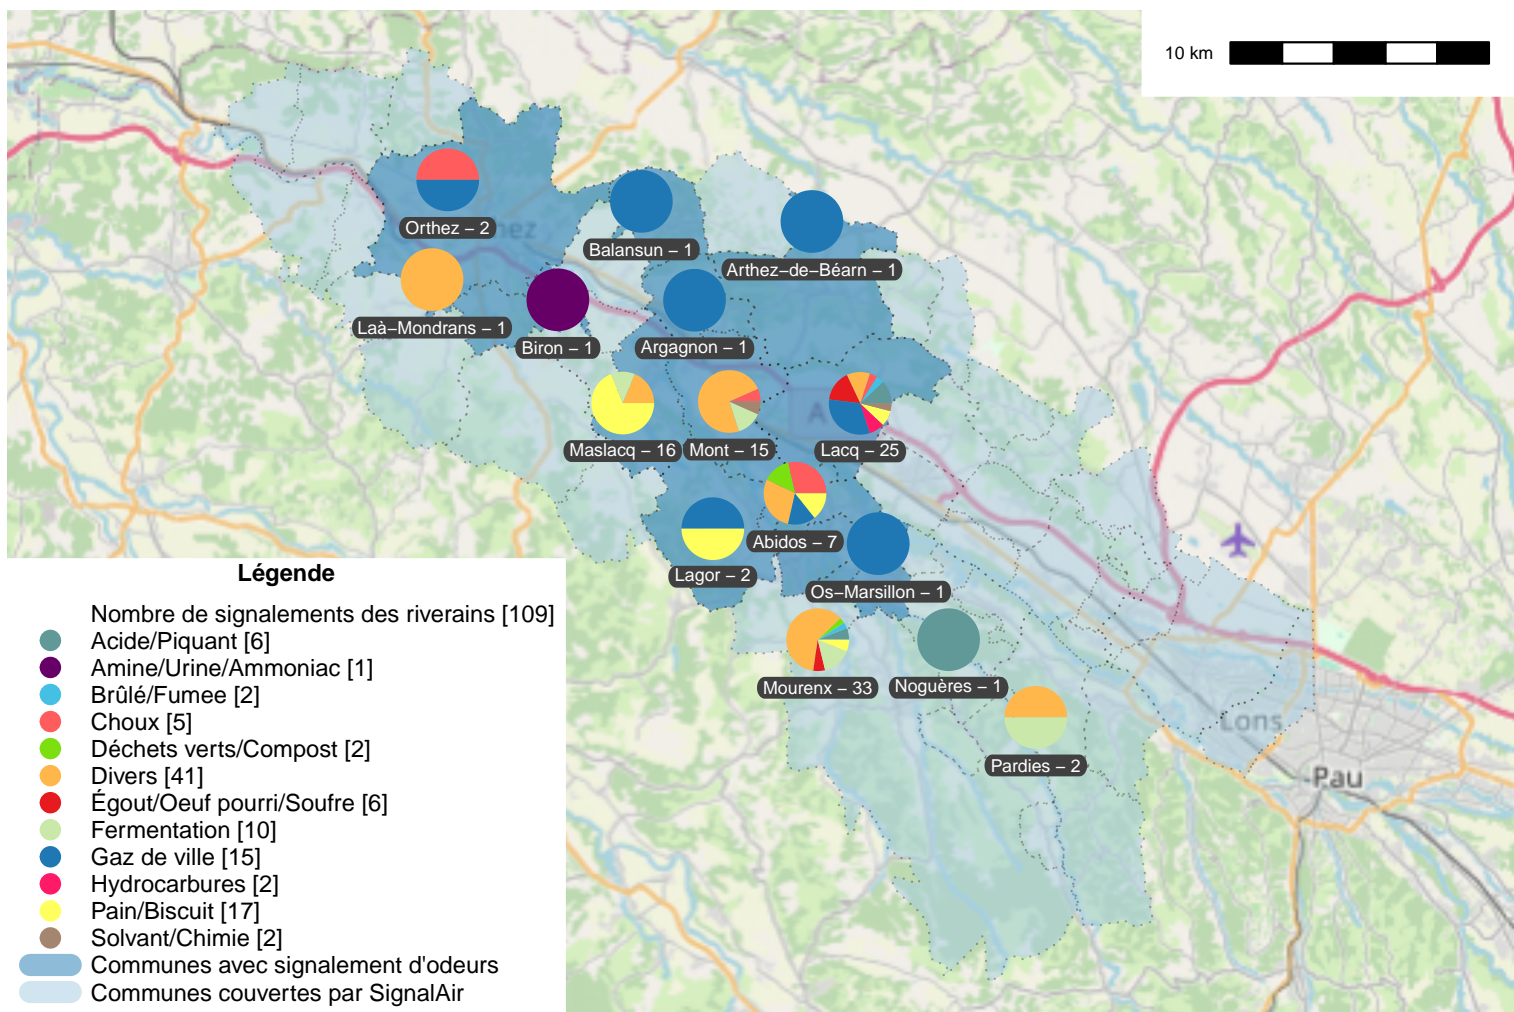 10 km
Orthez – 2
Balansun – 1
Arthez–de–Béarn – 1
Laà–Mondrans – 1
Biron – 1
Argagnon – 1
Maslacq – 16
Mont – 15
Lacq – 25
Abidos – 7
Lagor – 2
Os–Marsillon – 1
Mourenx – 33
Noguères – 1
Pardies – 2
Lons
Pau
Légende
Nombre de signalements des riverains [109]
Acide/Piquant [6]
Amine/Urine/Ammoniac [1]
Brûlé/Fumee [2]
Choux [5]
Déchets verts/Compost [2]
Divers [41]
Égout/Oeuf pourri/Soufre [6]
Fermentation [10]
Gaz de ville [15]
Hydrocarbures [2]
Pain/Biscuit [17]
Solvant/Chimie [2]
Communes avec signalement d'odeurs
Communes couvertes par SignalAir